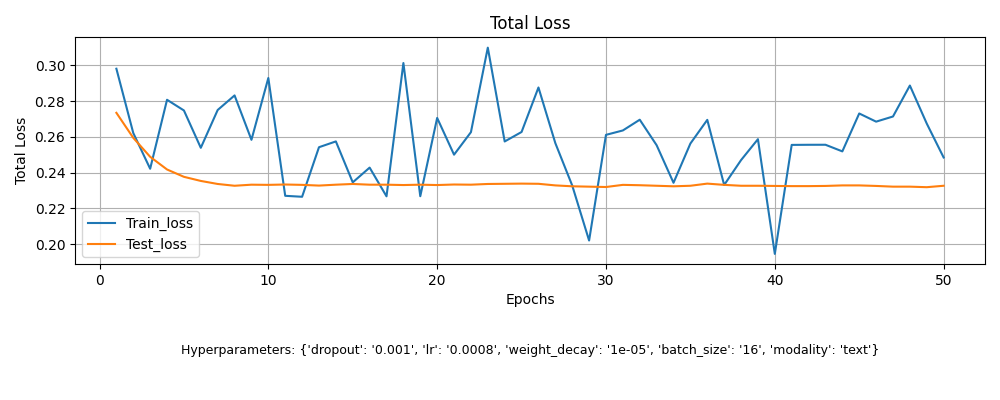 Total Loss
Total Loss
0.30
0.28
0.26
0.24
0.22
0.20
Train_loss
Test_loss
0
10
20
30
40
50
Epochs
Hyperparameters: {'dropout': '0.001', 'lr': '0.0008', 'weight_decay': '1e-05', 'batch_size': '16', 'modality': 'text'}